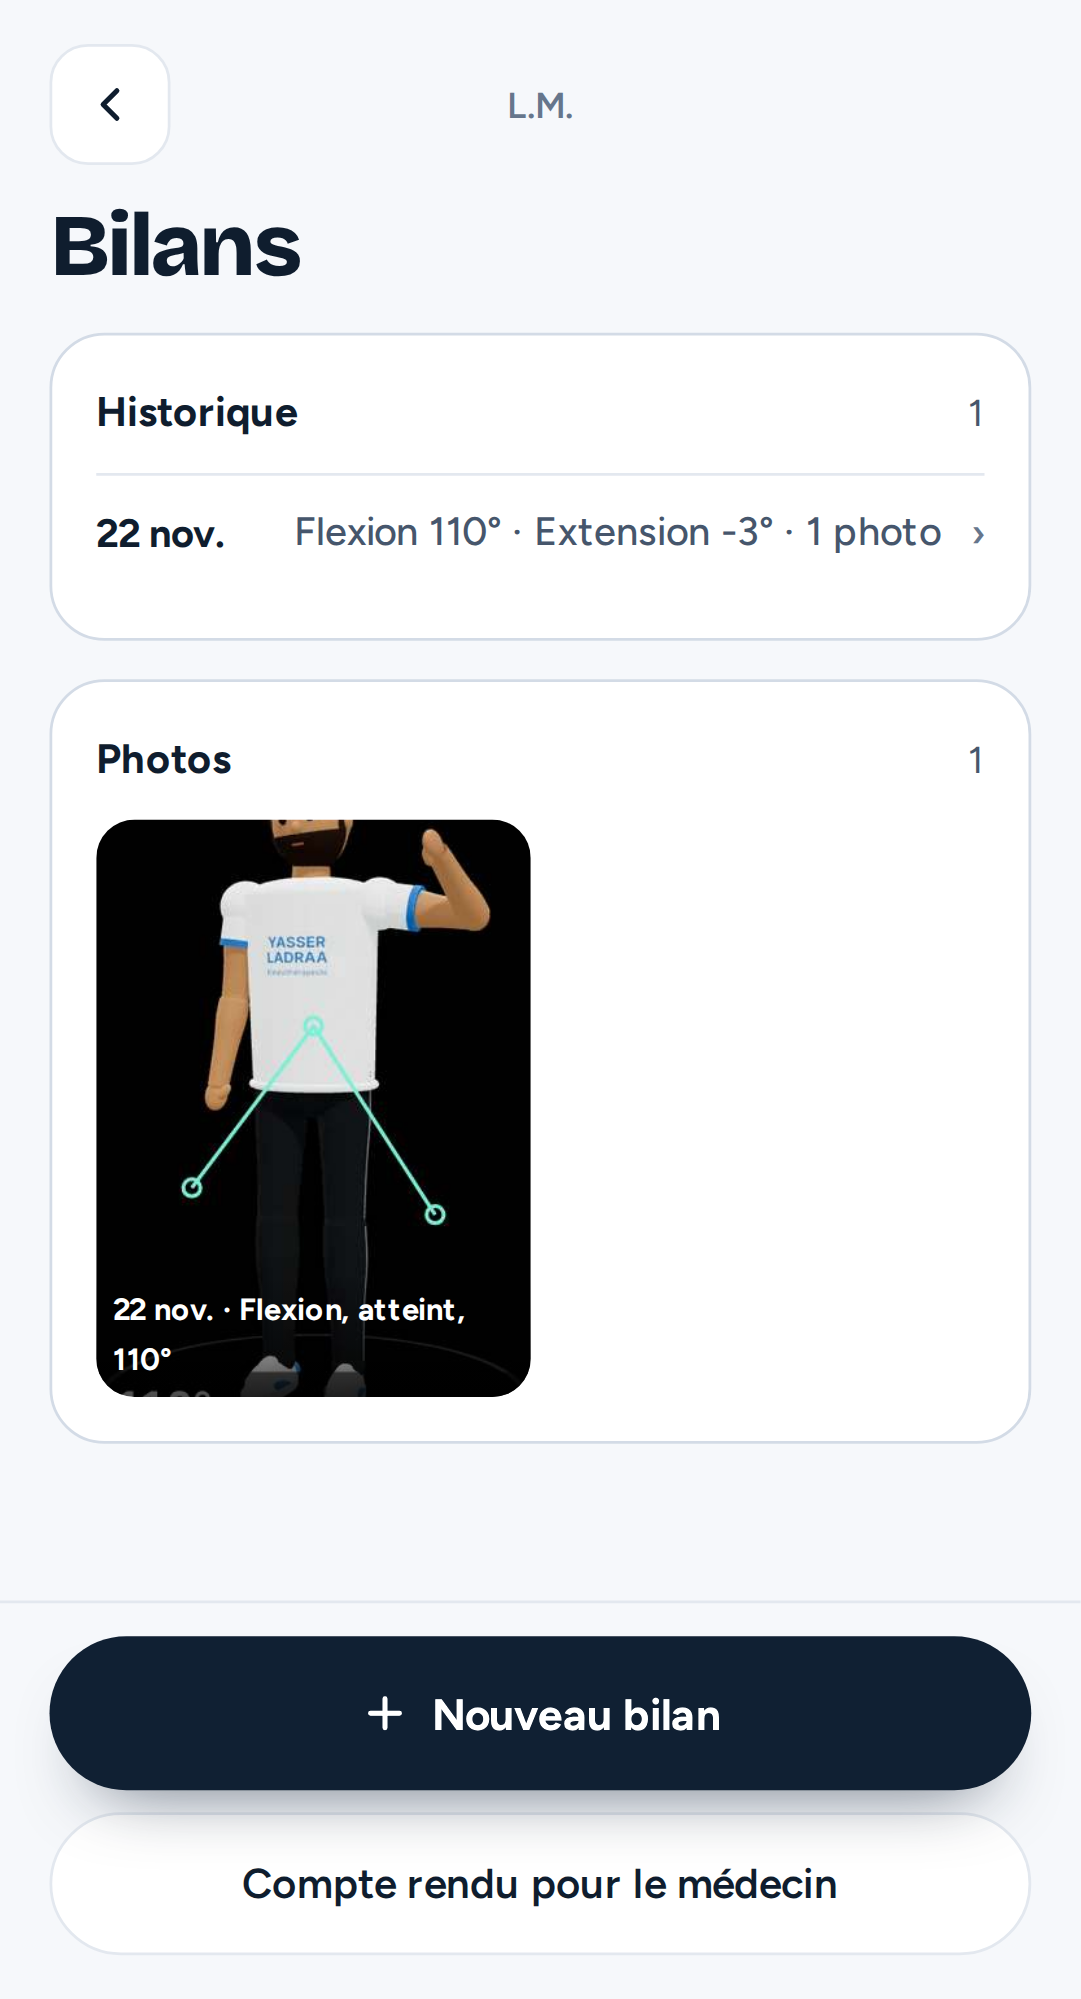 L.M.
Bilans
Historique 1
22 nov. Flexion 110° · Extension -3° · 1 photo ›
Photos 1
YASSER
LADRAA
22 nov. · Flexion, atteint,
110°
+ Nouveau bilan
Compte rendu pour le médecin